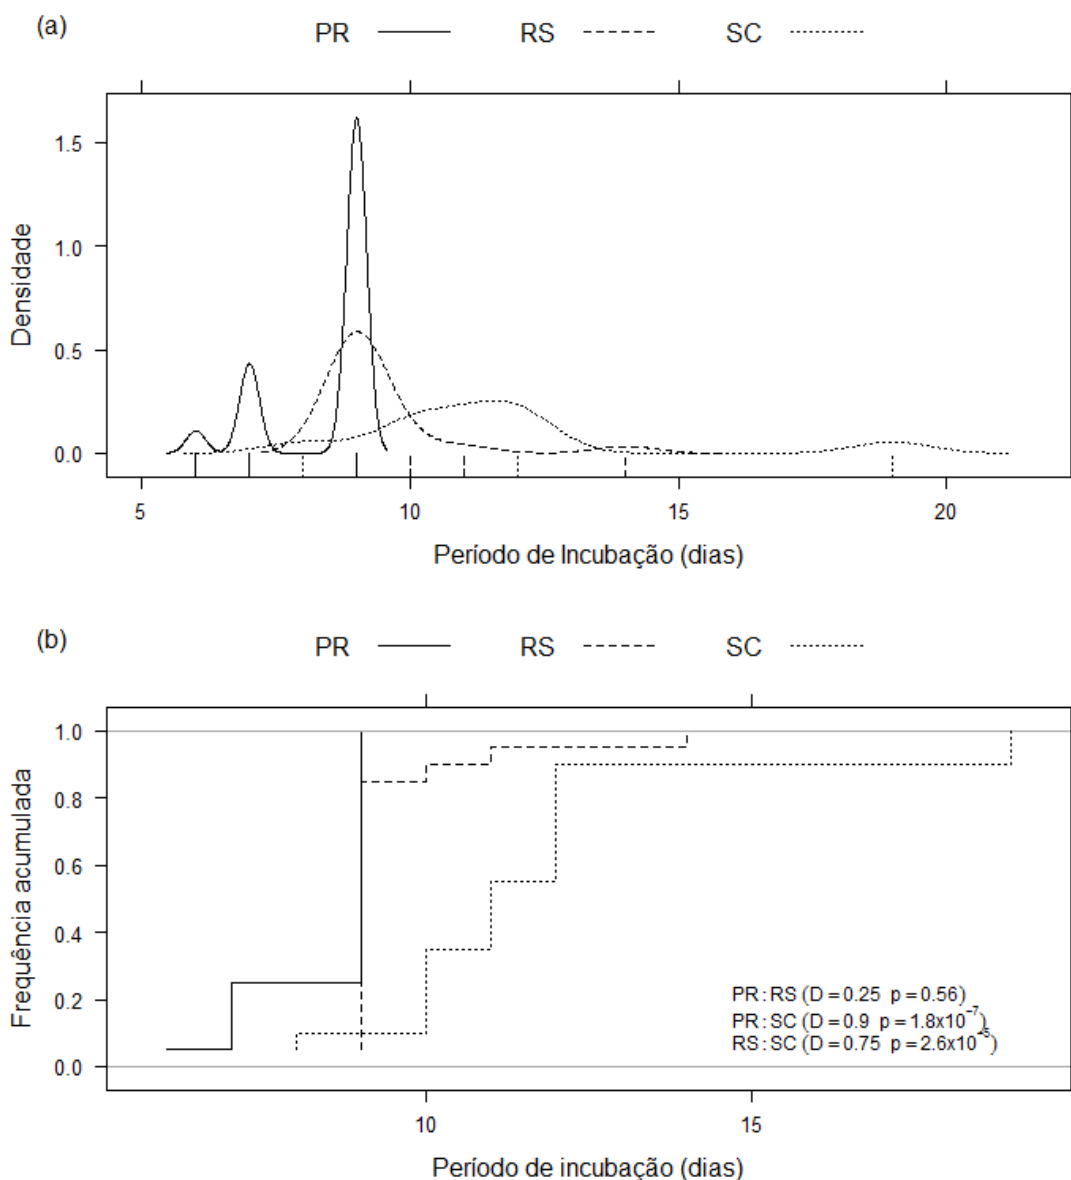 (a)
PR RS SC
1.5
1.0
0.5
0.0
Densidade
5 10 15 20
Período de Incubação (dias)
(b)
PR RS SC
1.0
0.8
0.6
0.4
0.2
0.0
Frequência acumulada
PR : RS ( D = 0.25 p = 0.56)
PR : SC ( D = 0.9 p = 1.8x10⁻⁷)
RS : SC ( D = 0.75 p = 2.6x10⁻⁵)
10 15
Período de incubação (dias)